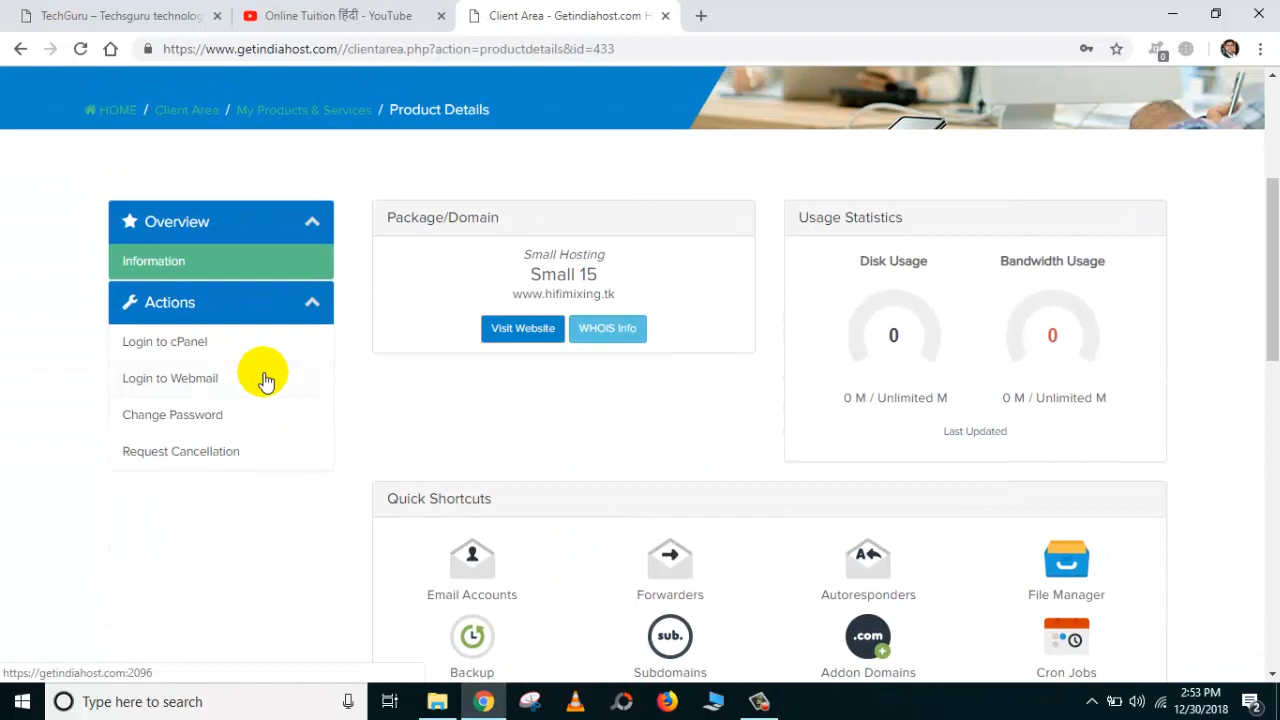 TechGuru - Techsguru technolog
Online Tuition हिंदी - YouTube
Client Area - Getindiahost.com H
https://www.getindiahost.com//clientarea.php?action=productdetails&id=433
0
HOME / Client Area / My Products & Services / Product Details
Overview
Information
Actions
Login to cPanel
Login to Webmail
Change Password
Request Cancellation
Package/Domain
Small Hosting
Small 15
www.hifimixing.tk
Visit Website
WHOIS Info
Usage Statistics
Disk Usage
Bandwidth Usage
0
0
0 M / Unlimited M
0 M / Unlimited M
Last Updated
Quick Shortcuts
Email Accounts
Forwarders
A
Autoresponders
File Manager
sub.
.com
Backup
Subdomains
Addon Domains
Cron Jobs
https://getindiahost.com:2096
Type here to search
2:53 PM
12/30/2018
2